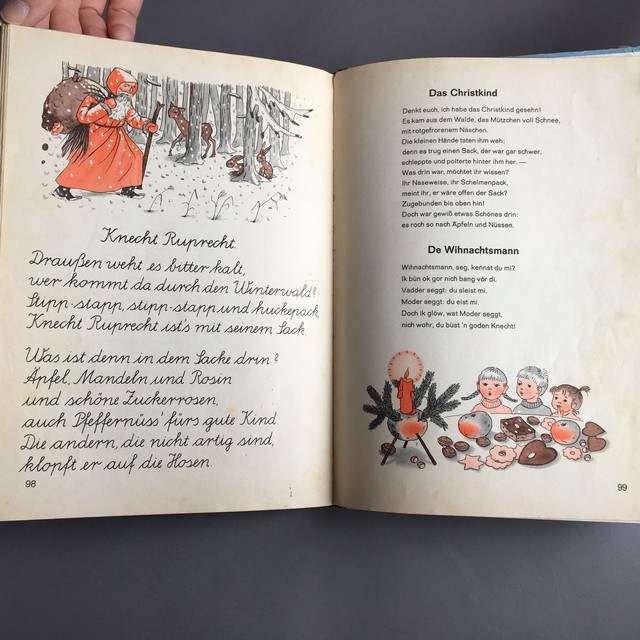 Knecht Ruprecht
Draußen weht es bitter kalt,
wer kommt da durch den Winterwald?
Stipp-stapp, stipp-stapp und huckepack
Knecht Ruprecht ist's mit seinem Sack.
Was ist denn in dem Sacke drin?
Äpfel, Mandeln und Rosin
und schöne Zuckerrosen,
auch Pfeffernüss' fürs gute Kind.
Die andern, die nicht artig sind,
klopft er auf die Hosen.
98
Das Christkind
Denkt euch, ich habe das Christkind gesehn!
Es kam aus dem Walde, das Mützchen voll Schnee,
mit rotgefrorenem Näschen.
Die kleinen Hände taten ihm weh;
denn es trug einen Sack, der war gar schwer,
schleppte und polterte hinter ihm her. —
Was drin war, möchtet ihr wissen?
Ihr Naseweise, ihr Schelmenpack,
meint ihr, er wäre offen der Sack?
Zugebunden bis oben hin!
Doch war gewiß etwas Schönes drin:
es roch so nach Äpfeln und Nüssen.
De Wihnachtsmann
Wihnachtsmann, seg, kennst du mi?
Ik bün ok gor nich bang vör di.
Vadder seggt: du sleist mi.
Moder seggt: du eist mi.
Doch ik glöw, wat Moder seggt,
nich wohr, du büst 'n goden Knecht!
99